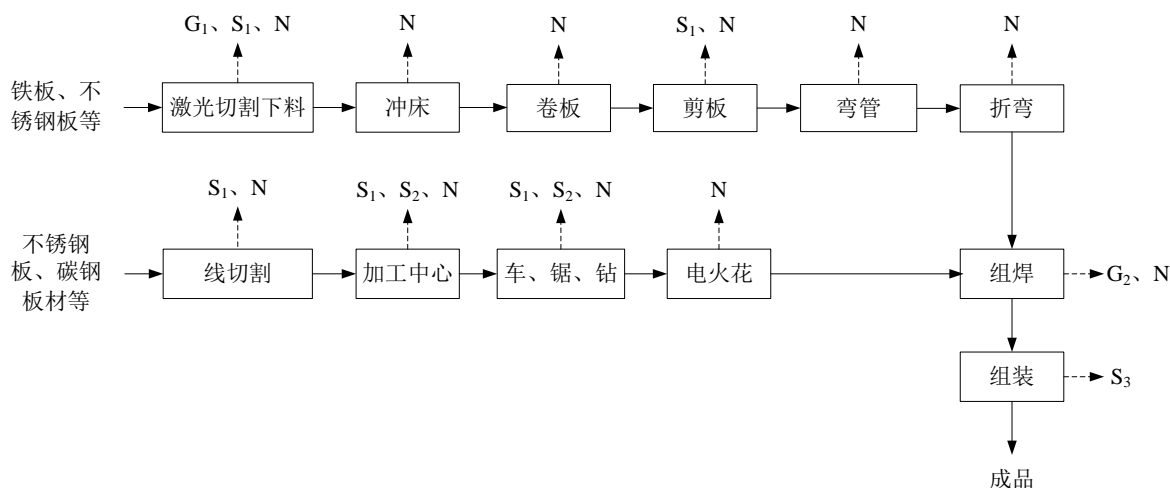 G₁、S₁、N
N
N
S₁、N
N
N
铁板、不
锈钢板等
激光切割下料
冲床
卷板
剪板
弯管
折弯
S₁、N
S₁、S₂、N
S₁、S₂、N
N
不锈钢
板、碳钢
板材等
线切割
加工中心
车、锯、钻
电火花
组焊
G₂、N
组装
S₃
成品